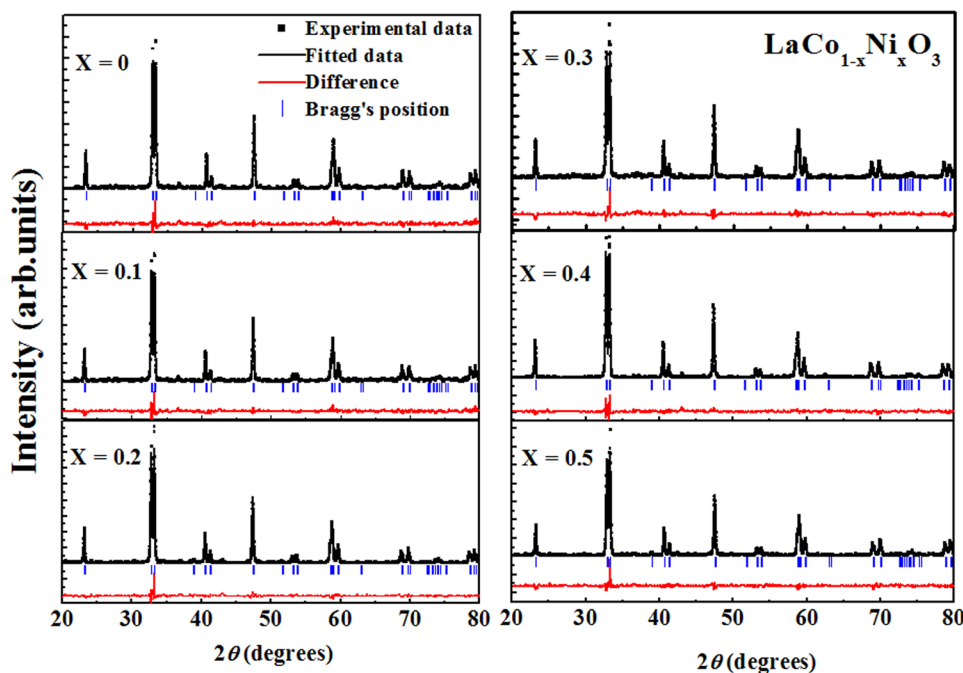 Experimental data
Fitted data
Difference
Bragg's position
X = 0
X = 0.1
X = 0.2
Intensity (arb.units)
20 30 40 50 60 70 80
2θ (degrees)
LaCo₁₋ₓNiₓO₃
X = 0.3
X = 0.4
X = 0.5
20 30 40 50 60 70 80
2θ (degrees)